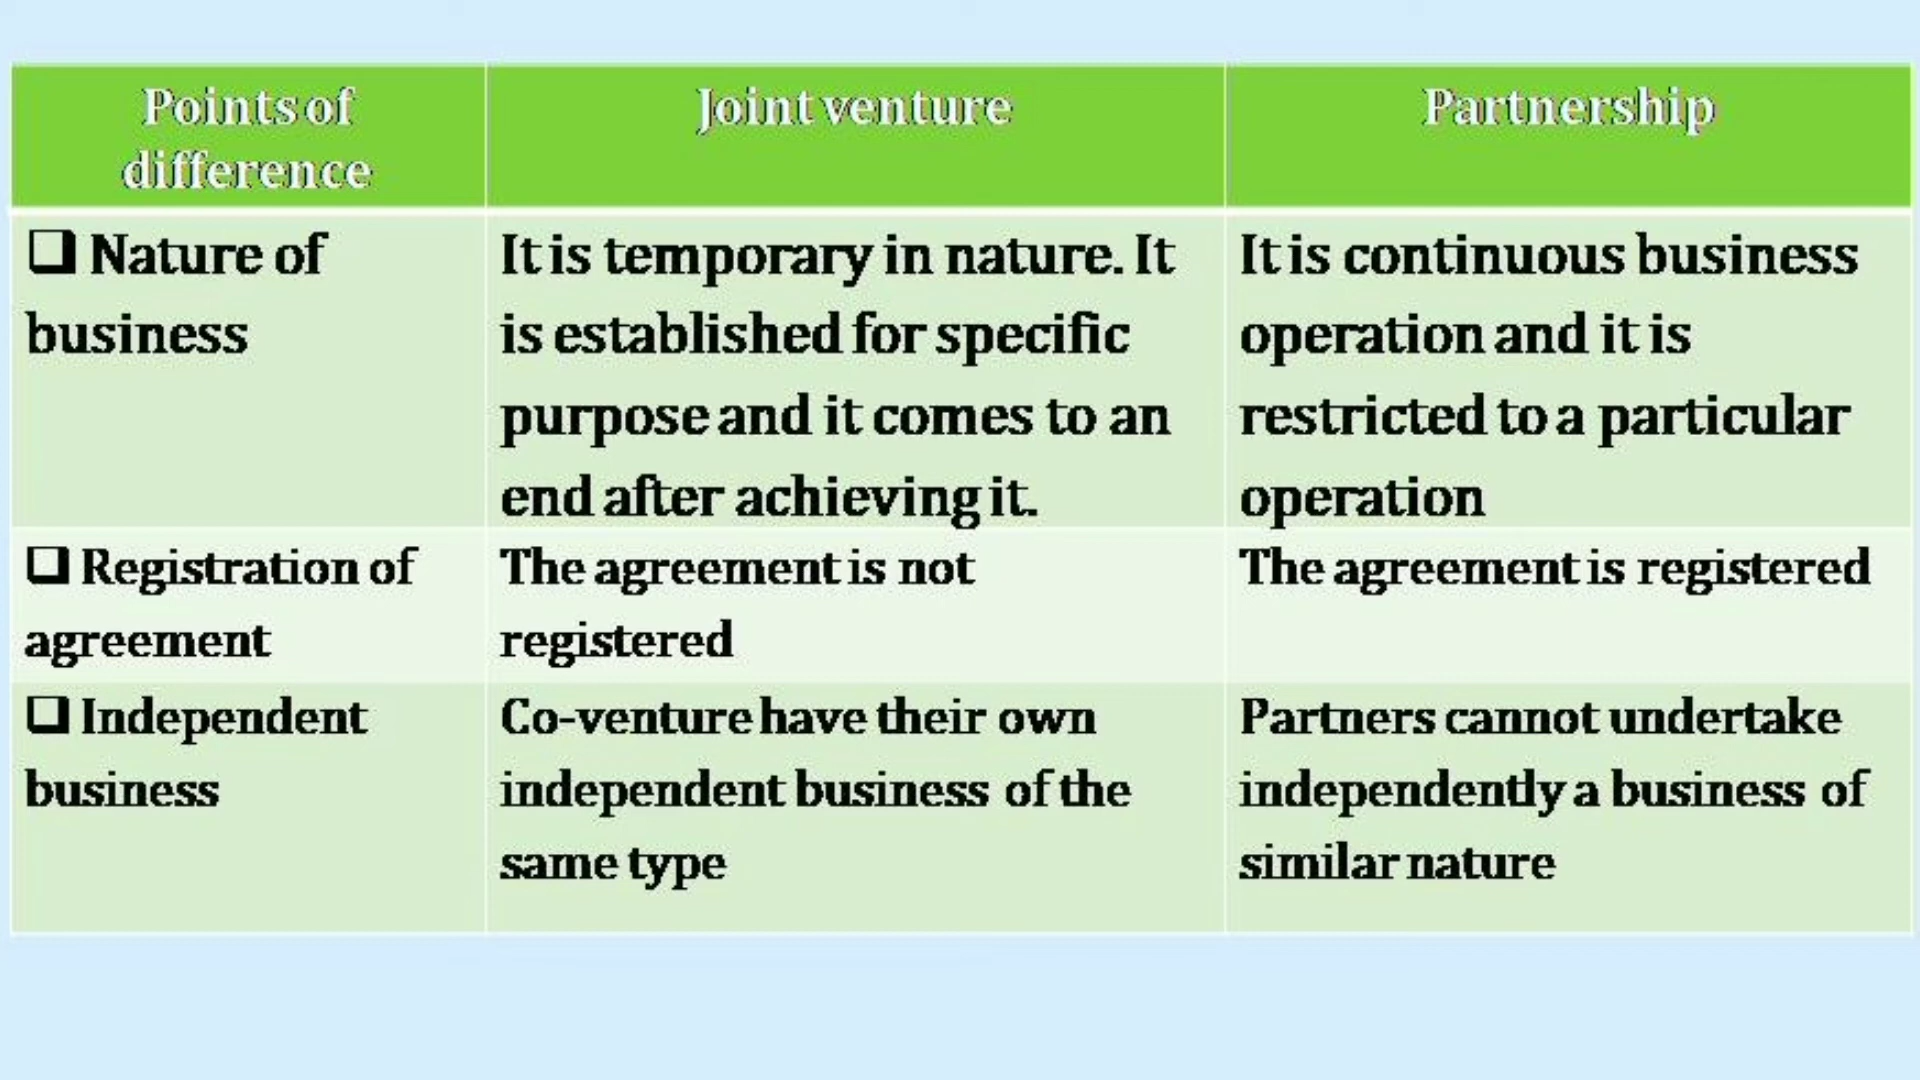 Points of
difference
Joint venture
Partnership
❑ Nature of
business
It is temporary in nature. It
is established for specific
purpose and it comes to an
end after achieving it.
It is continuous business
operation and it is
restricted to a particular
operation
❑ Registration of
agreement
The agreement is not
registered
The agreement is registered
❑ Independent
business
Co-venture have their own
independent business of the
same type
Partners cannot undertake
independently a business of
similar nature